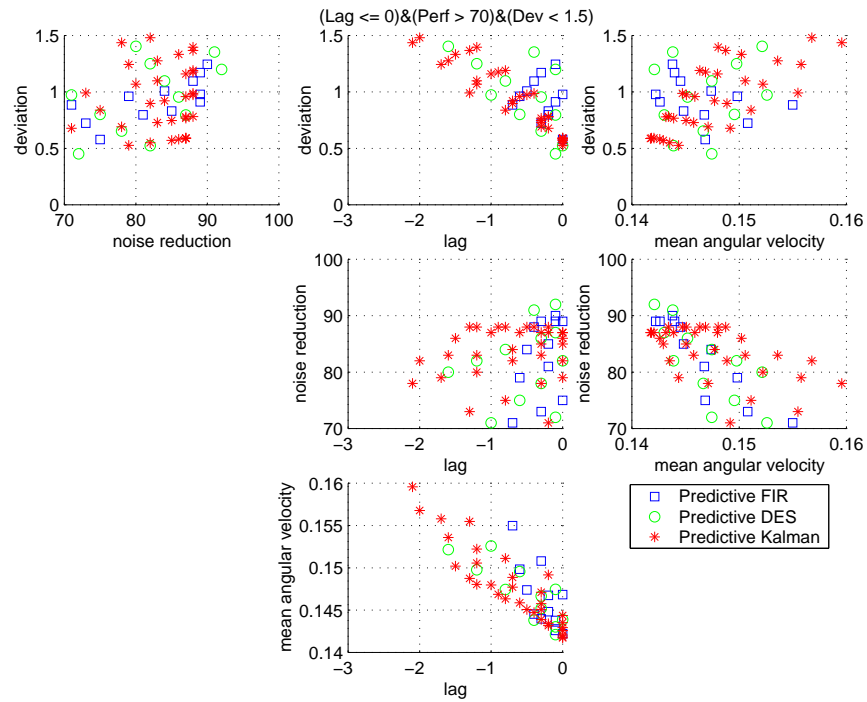 (Lag <= 0)&(Perf > 70)&(Dev < 1.5)
1.5
1
0.5
0
deviation
70 80 90 100
noise reduction
1.5
1
0.5
0
deviation
−3 −2 −1 0
lag
1.5
1
0.5
0
deviation
0.14 0.15 0.16
mean angular velocity
100
90
80
70
noise reduction
−3 −2 −1 0
lag
100
90
80
70
noise reduction
0.14 0.15 0.16
mean angular velocity
0.16
0.155
0.15
0.145
0.14
mean angular velocity
−3 −2 −1 0
lag
Predictive FIR
Predictive DES
Predictive Kalman